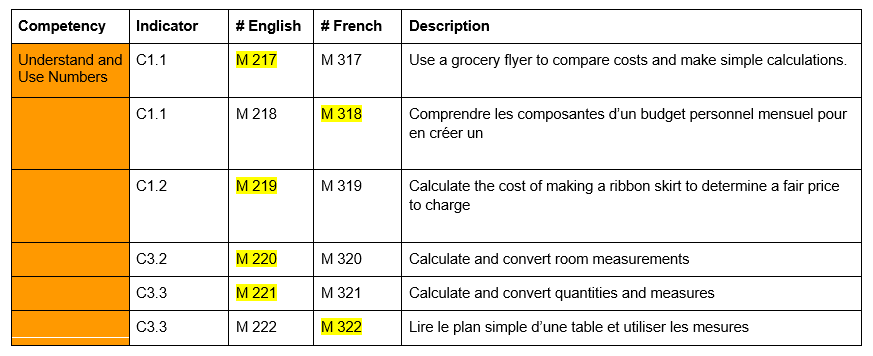 Competency Indicator # English # French Description
Understand and C1.1 M 217 M 317 Use a grocery flyer to compare costs and make simple calculations.
Use Numbers
C1.1 M 218 M 318 Comprendre les composantes d’un budget personnel mensuel pour
en créer un
C1.2 M 219 M 319 Calculate the cost of making a ribbon skirt to determine a fair price
to charge
C3.2 M 220 M 320 Calculate and convert room measurements
C3.3 M 221 M 321 Calculate and convert quantities and measures
C3.3 M 222 M 322 Lire le plan simple d’une table et utiliser les mesures